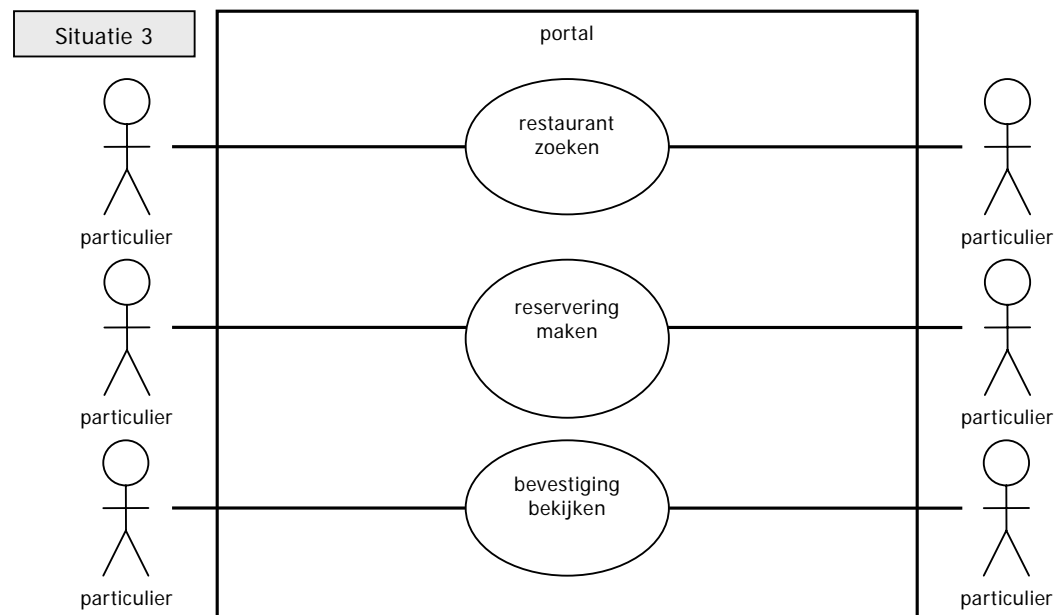 Situatie 3
portal
restaurant
zoeken
particulier
particulier
reservering
maken
particulier
particulier
bevestiging
bekijken
particulier
particulier